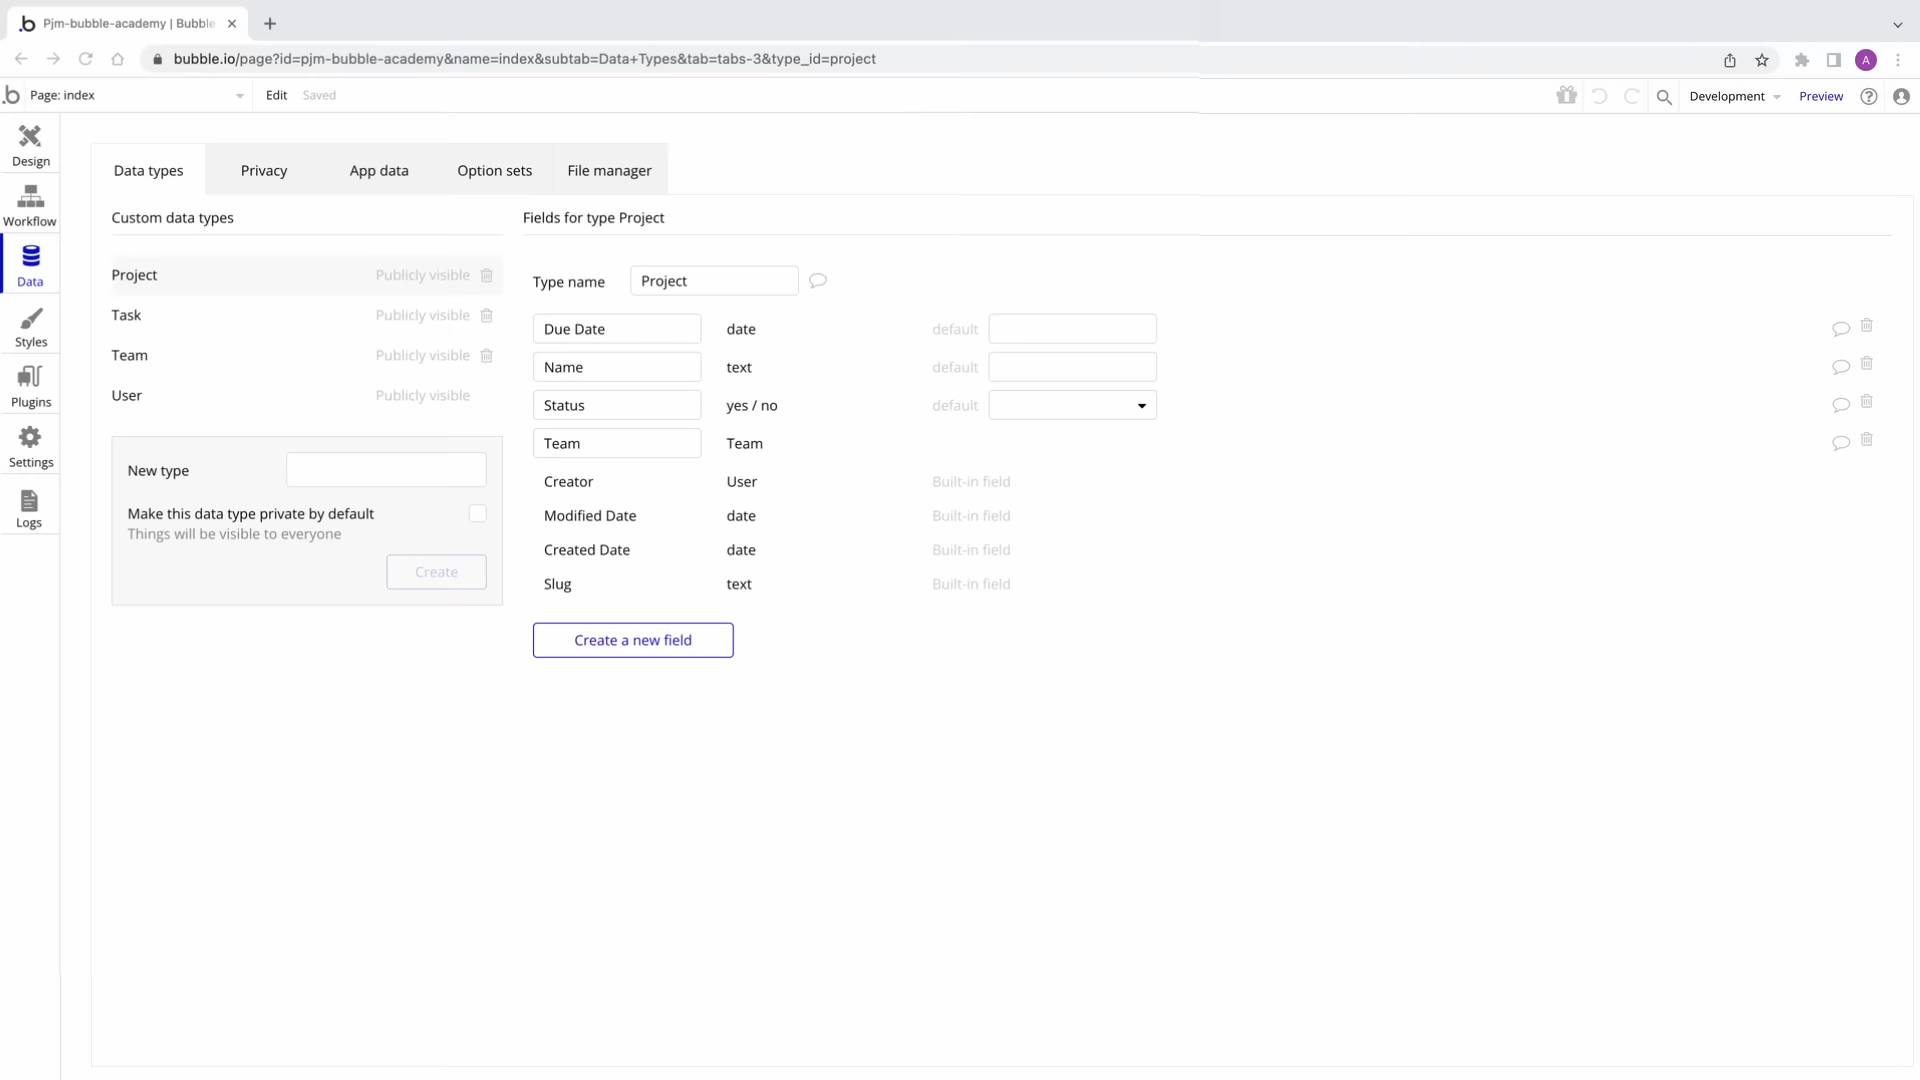 Pjm-bubble-academy | Bubble
bubble.io/page?id=pjm-bubble-academy&name=index&subtab=Data+Types&tab=tabs-3&type_id=project
A
Page: index
Edit
Saved
Development
Preview
Design
Workflow
Data
Styles
Plugins
Settings
Logs
Data types
Privacy
App data
Option sets
File manager
Custom data types
Project Publicly visible
Task Publicly visible
Team Publicly visible
User Publicly visible
New type
Make this data type private by default
Things will be visible to everyone
Create
Fields for type Project
Type name Project
Due Date date default
Name text default
Status yes / no default
Team Team
Creator User Built-in field
Modified Date date Built-in field
Created Date date Built-in field
Slug text Built-in field
Create a new field